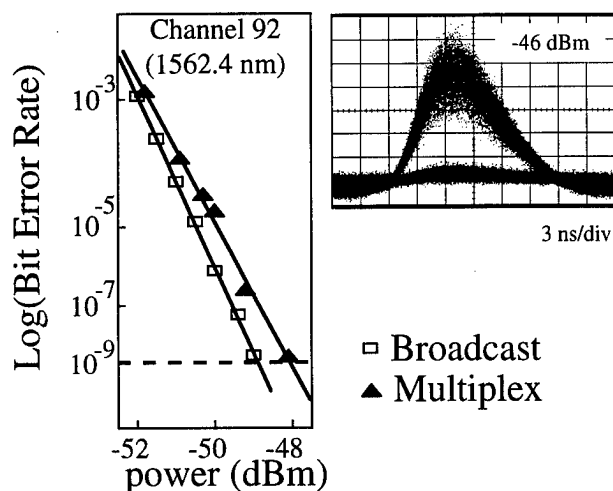 Channel 92
(1562.4 nm)
Log(Bit Error Rate)
10-3
10-5
10-7
10-9
-52
-50
-48
power (dBm)
-46 dBm
3 ns/div
Broadcast
Multiplex